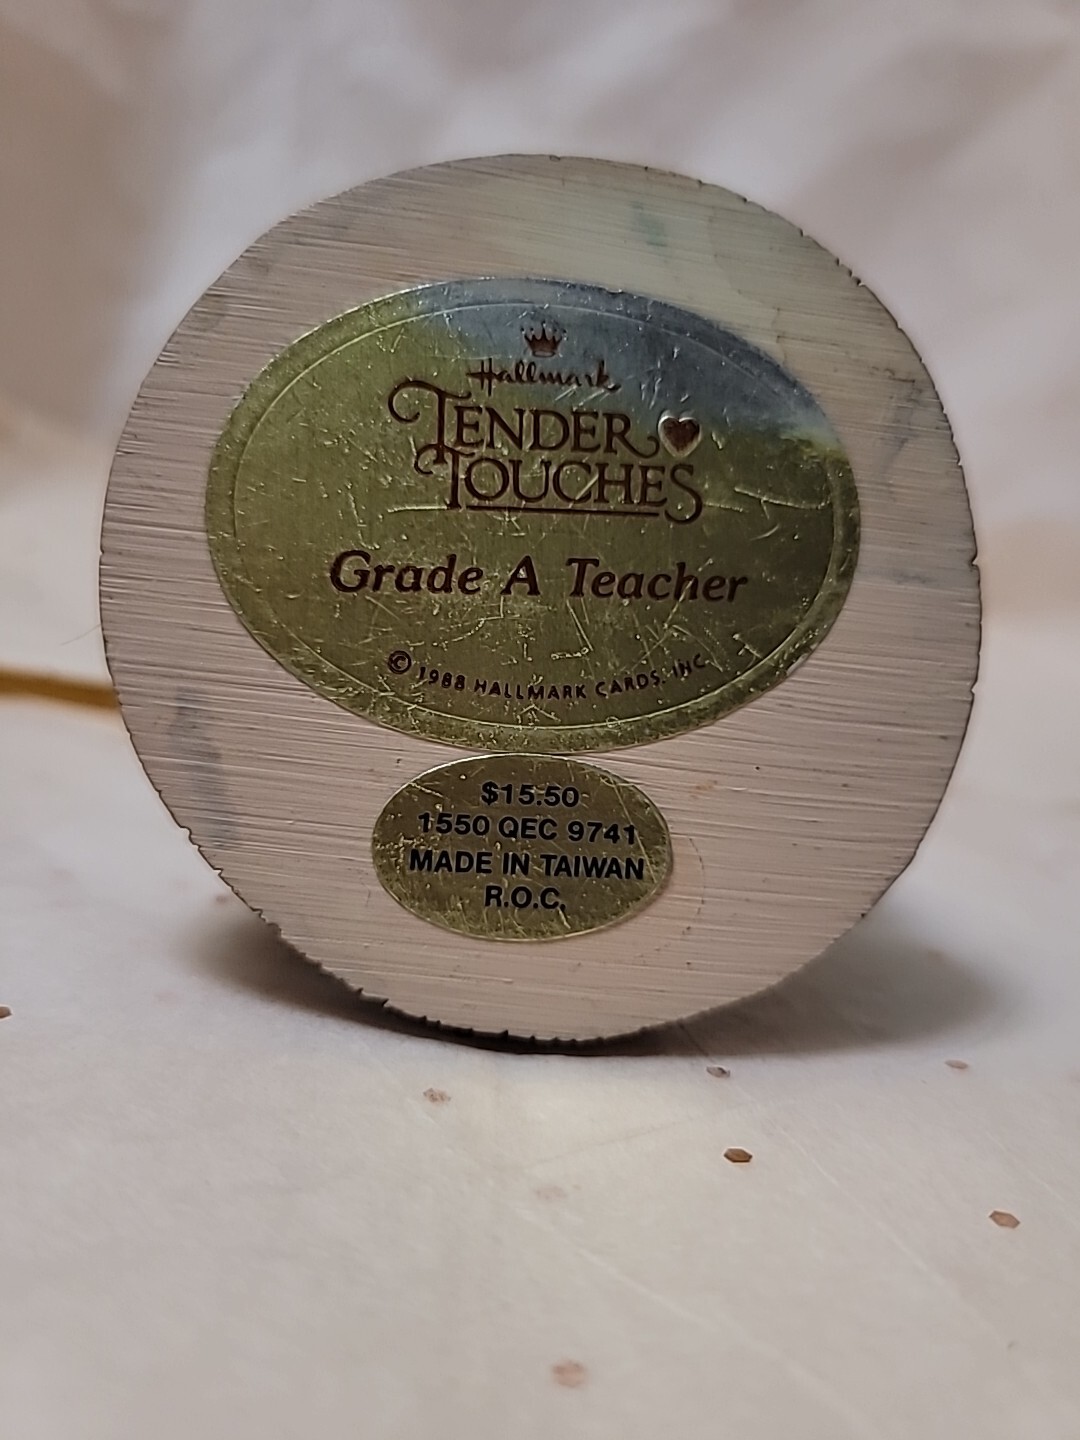 Hallmark
TENDER
TOUCHES
Grade A Teacher
© 1988 HALLMARK CARDS, INC.
$15.50
1550 QEC 9741
MADE IN TAIWAN
R.O.C.